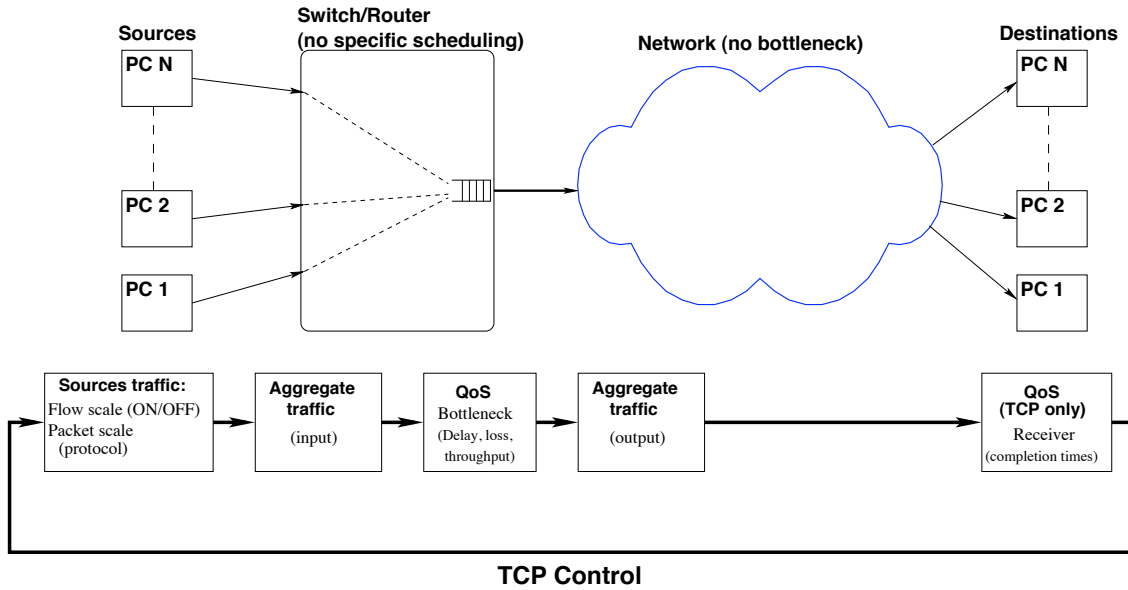 Switch/Router
(no specific scheduling)
Sources
Network (no bottleneck)
Destinations
PC N
PC N
PC 2
PC 2
PC 1
PC 1
Sources traffic:
Flow scale (ON/OFF)
Packet scale
(protocol)
Aggregate
traffic
(input)
QoS
Bottleneck
(Delay, loss,
throughput)
Aggregate
traffic
(output)
QoS
(TCP only)
Receiver
(completion times)
TCP Control